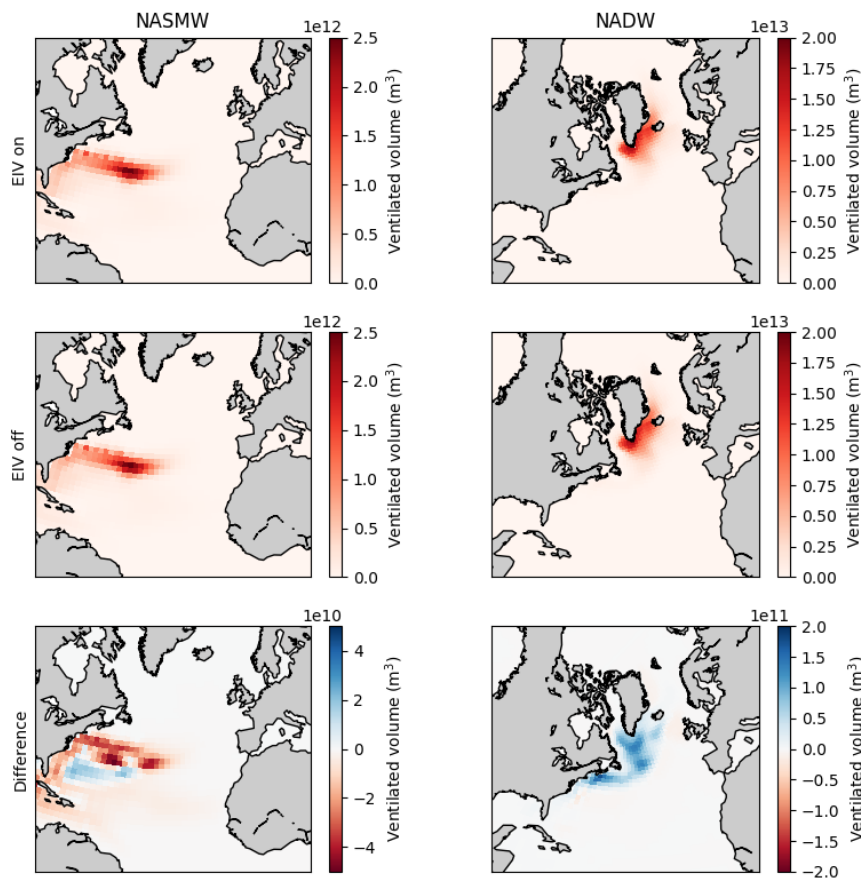 NASMW
NADW
EIV on
1e12
2.5
2.0
1.5
1.0
0.5
0.0
Ventilated volume (m³)
1e13
2.00
1.75
1.50
1.25
1.00
0.75
0.50
0.25
0.00
Ventilated volume (m³)
EIV off
1e12
2.5
2.0
1.5
1.0
0.5
0.0
Ventilated volume (m³)
1e13
2.00
1.75
1.50
1.25
1.00
0.75
0.50
0.25
0.00
Ventilated volume (m³)
Difference
1e10
4
2
0
−2
−4
Ventilated volume (m³)
1e11
2.0
1.5
1.0
0.5
0.0
−0.5
−1.0
−1.5
−2.0
Ventilated volume (m³)